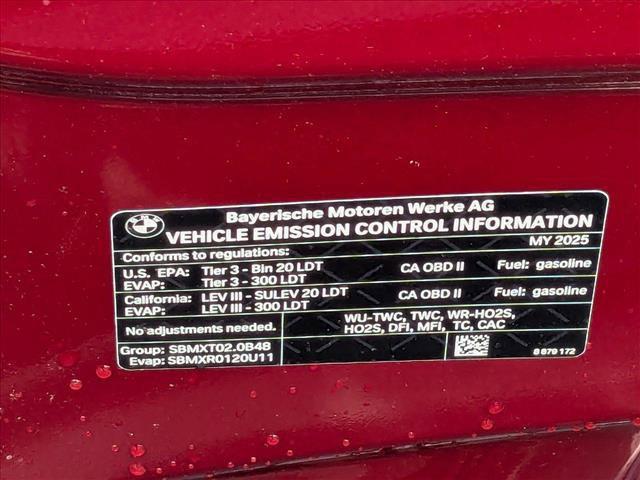 BMW
Bayerische Motoren Werke AG
VEHICLE EMISSION CONTROL INFORMATION
MY 2025
Conforms to regulations:
U.S. EPA: Tier 3 - Bin 20 LDT CA OBD II Fuel: gasoline
EVAP: Tier 3 - 300 LDT
California: LEV III - SULEV 20 LDT CA OBD II Fuel: gasoline
EVAP: LEV III - 300 LDT
No adjustments needed.
WU-TWC, TWC, WR-HO2S,
HO2S, DFI, MFI, TC, CAC
Group: SBMXT02.0B48
Evap: SBMXR0120U11
8 879 172